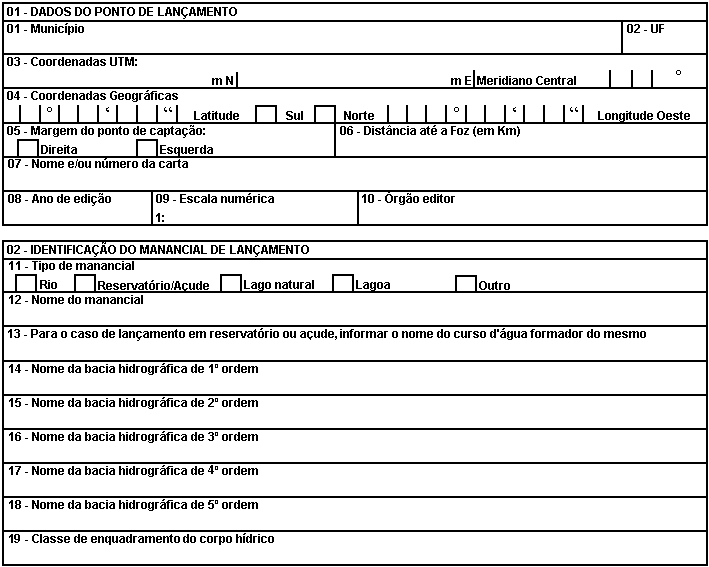 01 - DADOS DO PONTO DE LANÇAMENTO
01 - Município 02 - UF
03 - Coordenadas UTM:
m N m E Meridiano Central º
04 - Coordenadas Geográficas
º ‘ “ Latitude Sul Norte º ‘ “ Longitude Oeste
05 - Margem do ponto de captação: 06 - Distância até a Foz (em Km)
Direita Esquerda
07 - Nome e/ou número da carta
08 - Ano de edição 09 - Escala numérica 10 - Órgão editor
1:
02 - IDENTIFICAÇÃO DO MANANCIAL DE LANÇAMENTO
11 - Tipo de manancial
Rio Reservatório/Açude Lago natural Lagoa Outro
12 - Nome do manancial
13 - Para o caso de lançamento em reservatório ou açude, informar o nome do curso d'água formador do mesmo
14 - Nome da bacia hidrográfica de 1º ordem
15 - Nome da bacia hidrográfica de 2º ordem
16 - Nome da bacia hidrográfica de 3º ordem
17 - Nome da bacia hidrográfica de 4º ordem
18 - Nome da bacia hidrográfica de 5º ordem
19 - Classe de enquadramento do corpo hídrico